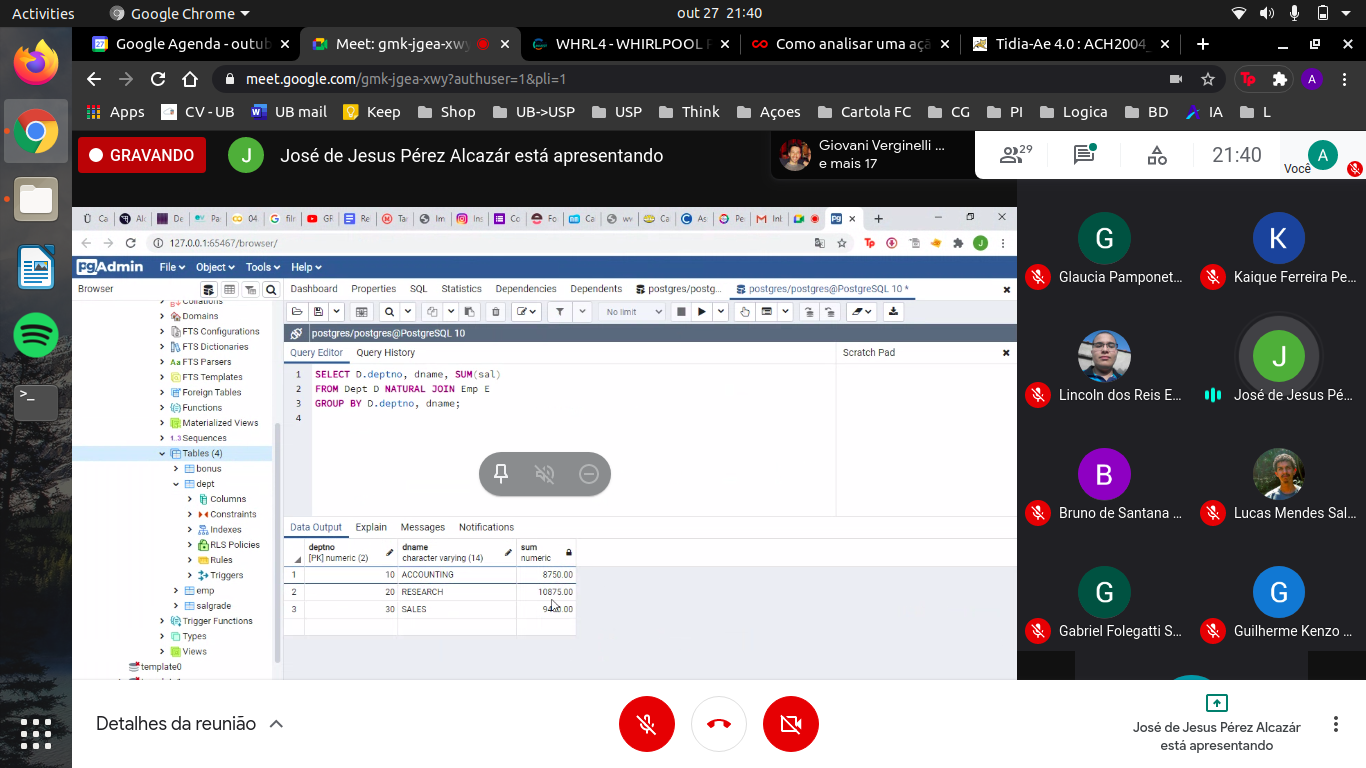 Activities
Google Chrome
out 27 21:40
Google Agenda - outub
Meet: gmk-jgea-xwy
WHRL4 - WHIRLPOOL
Como analisar uma açã
Tidia-Ae 4.0 : ACH2004_
meet.google.com/gmk-jgea-xwy?authuser=1&pli=1
Apps
CV - UB
UB mail
Keep
Shop
UB->USP
USP
Think
Açoes
Cartola FC
CG
PI
Logica
BD
IA
L
GRAVANDO
J
José de Jesus Pérez Alcazár está apresentando
Giovani Verginelli ...
e mais 17
29
21:40
Você
A
127.0.0.1:65467/browser/
pgAdmin
File
Object
Tools
Help
Browser
Dashboard
Properties
SQL
Statistics
Dependencies
Dependents
postgres/postg...
postgres/postgres@PostgreSQL 10 *
No limit
postgres/postgres@PostgreSQL 10
Query Editor
Query History
Scratch Pad
1 SELECT D.deptno, dname, SUM(sal)
2 FROM Dept D NATURAL JOIN Emp E
3 GROUP BY D.deptno, dname;
4
Collations
Domains
FTS Configurations
FTS Dictionaries
FTS Parsers
FTS Templates
Foreign Tables
Functions
Materialized Views
Sequences
Tables (4)
bonus
dept
Columns
Constraints
Indexes
RLS Policies
Rules
Triggers
emp
salgrade
Trigger Functions
Types
Views
template0
Data Output
Explain
Messages
Notifications
deptno
[PK] numeric (2)
dname
character varying (14)
sum
numeric
1 10 ACCOUNTING 8750.00
2 20 RESEARCH 10875.00
3 30 SALES
G
Glaucia Pamponet...
K
Kaique Ferreira Pe...
Lincoln dos Reis E...
J
José de Jesus Pé...
B
Bruno de Santana ...
Lucas Mendes Sal...
G
Gabriel Folegatti S...
G
Guilherme Kenzo ...
Detalhes da reunião
José de Jesus Pérez Alcazár
está apresentando